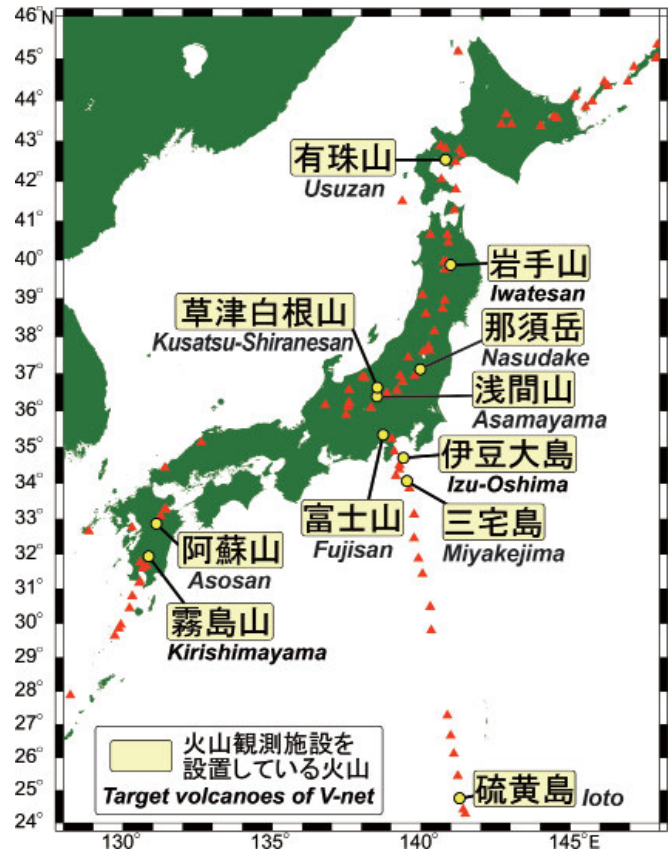 46°N
45°
44°
43°
42°
41°
40°
39°
38°
37°
36°
35°
34°
33°
32°
31°
30°
29°
28°
27°
26°
25°
24°
130°
135°
140°
145°E
有珠山
Usuzan
岩手山
Iwatesan
草津白根山
Kusatsu-Shiranesan
那須岳
Nasudake
浅間山
Asamayama
伊豆大島
Izu-Oshima
富士山
Fujisan
三宅島
Miyakejima
阿蘇山
Asosan
霧島山
Kirishimayama
硫黄島 Ioto
火山観測施設を
設置している火山
Target volcanoes of V-net